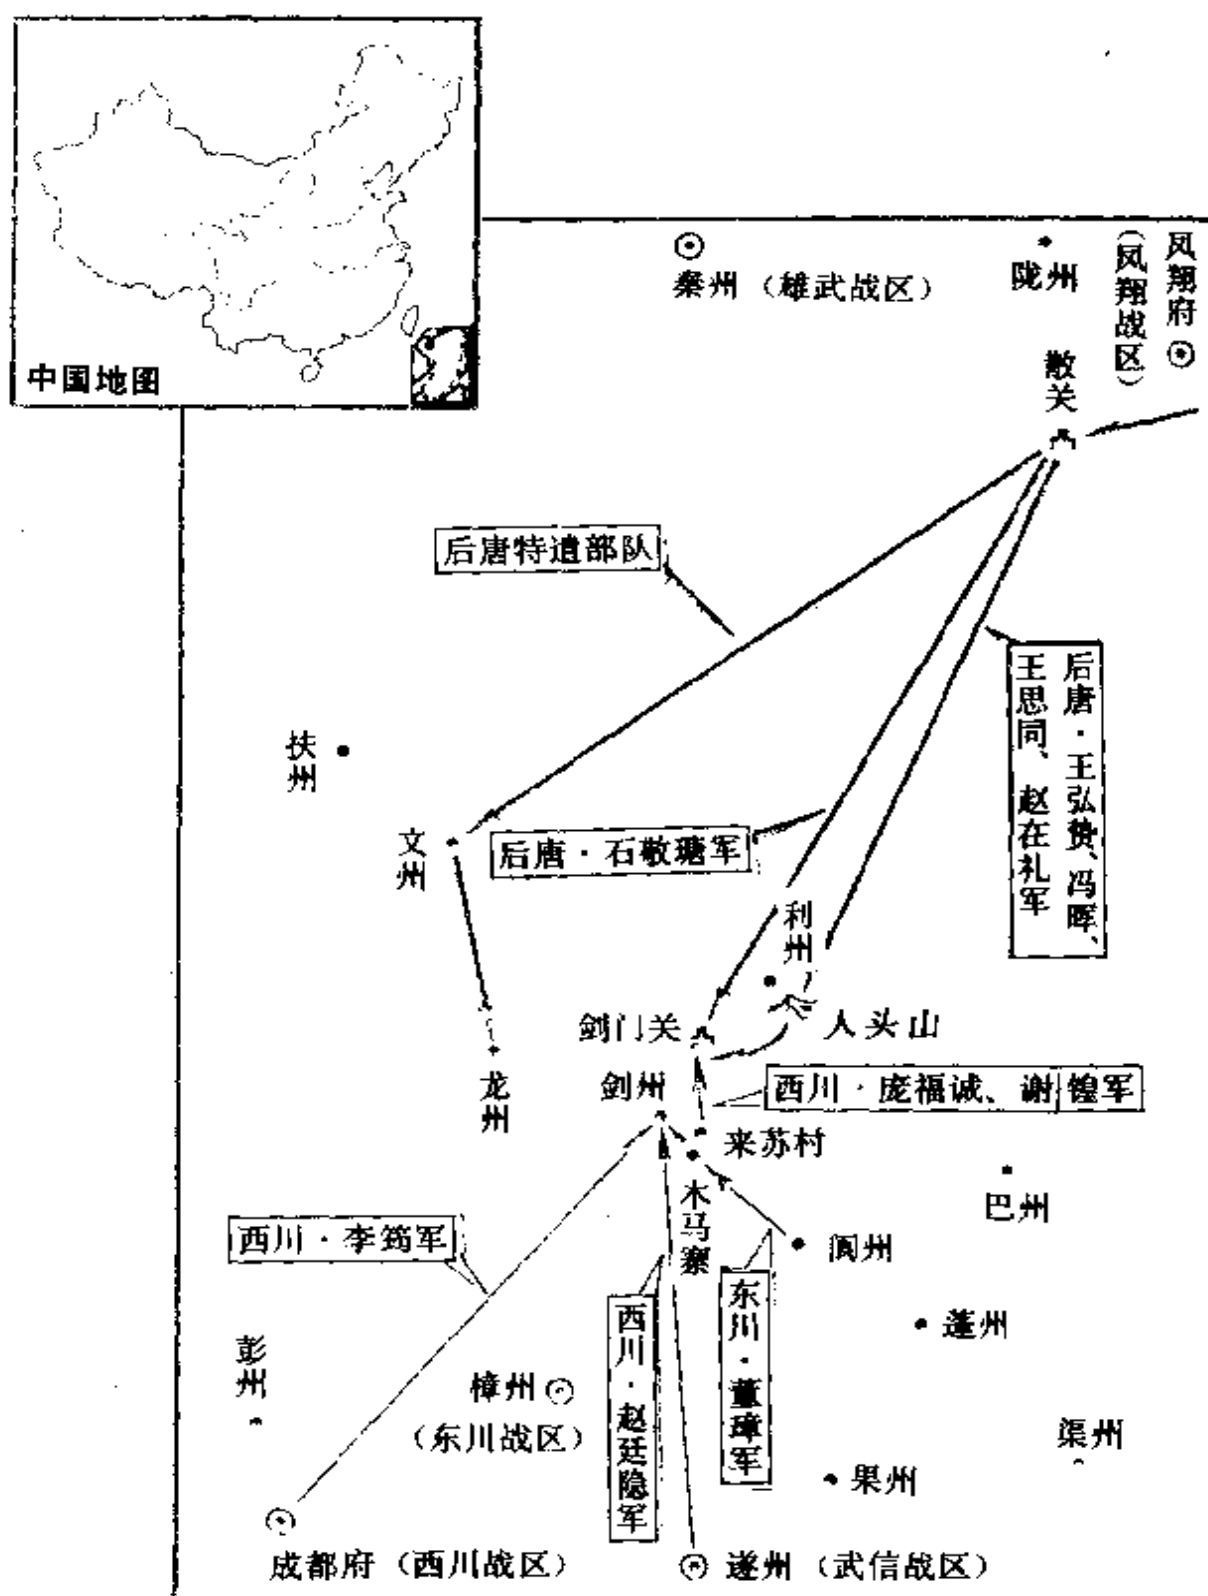 中国地图
秦州（雄武战区）
陇州
凤翔府
（凤翔战区）
散关
后唐特遣部队
后唐·王弘贽、冯晖、
王思同、赵在礼军
扶州
文州
后唐·石敬瑭军
利州
剑门关
人头山
龙州
剑州
西川·庞福诚、谢锽军
来苏村
木马寨
巴州
西川·李筠军
阆州
西川·赵廷隐军
东川·董璋军
蓬州
彭州
樟州
（东川战区）
渠州
果州
成都府（西川战区）
遂州（武信战区）